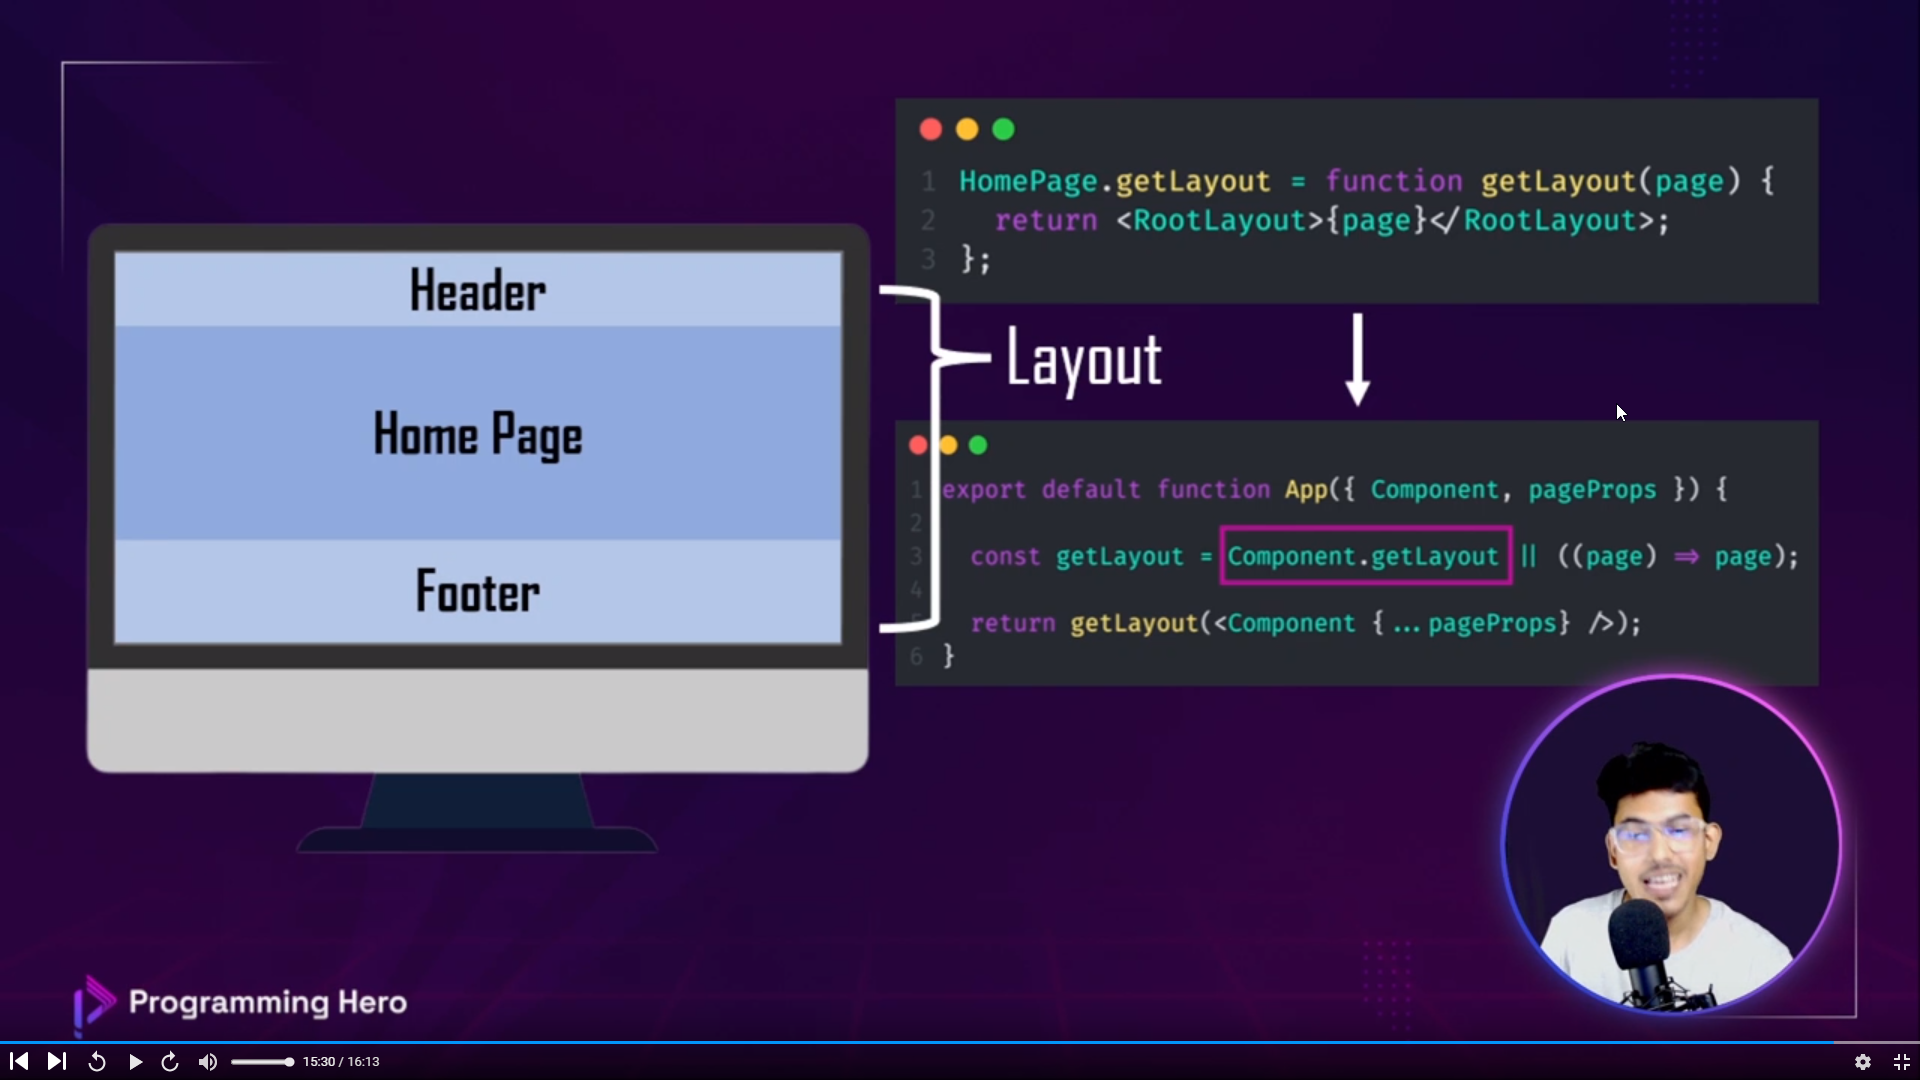 Header
Home Page
Footer
Layout
1 HomePage.getLayout = function getLayout(page) {
2 return <RootLayout>{page}</RootLayout>;
3 };
1 export default function App({ Component, pageProps }) {
2
3 const getLayout = Component.getLayout || ((page) => page);
4
5 return getLayout(<Component {...pageProps} />);
6 }
Programming Hero
15:30 / 16:13